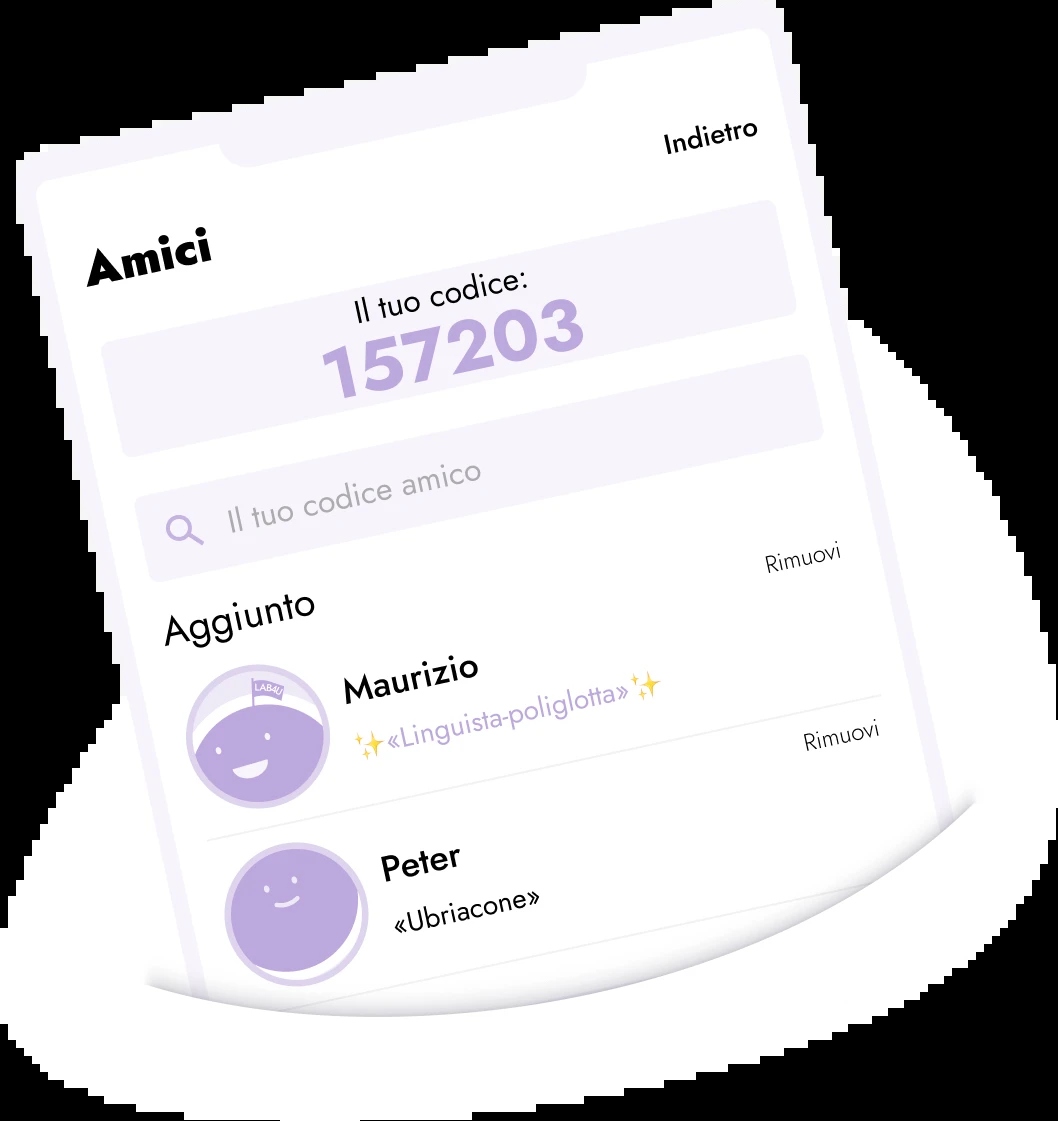 Indietro
Amici
Il tuo codice:
157203
Il tuo codice amico
Rimuovi
Aggiunto
LAB4U
Maurizio
✨«Linguista-poliglotta»✨
Rimuovi
Peter
«Ubriacone»